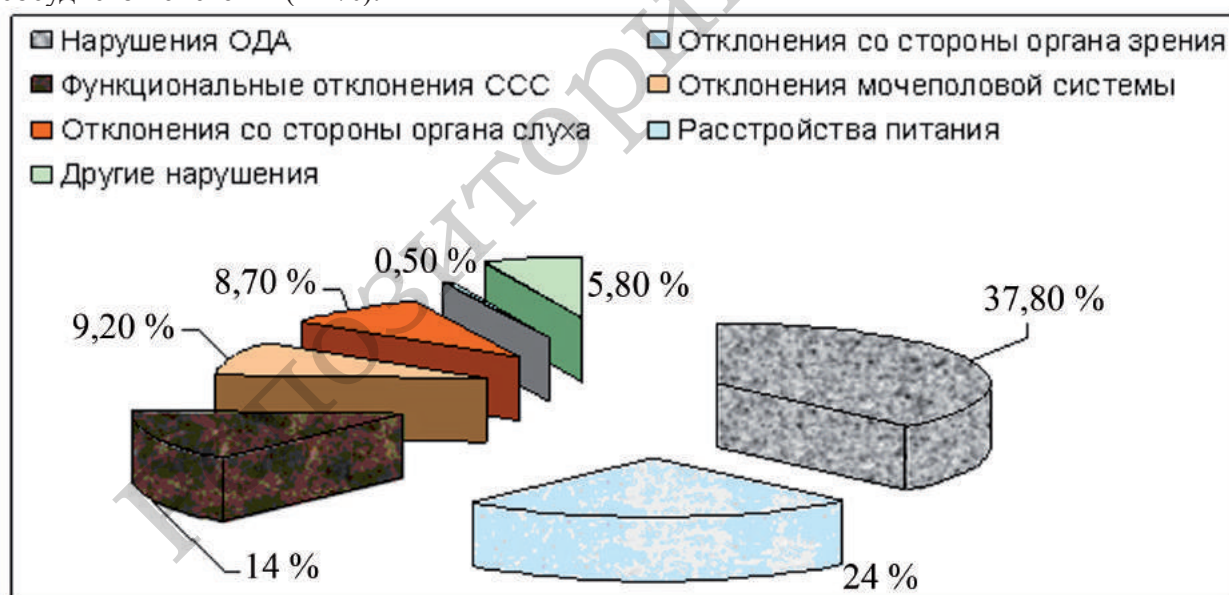 Нарушения ОДА
Отклонения со стороны органа зрения
Функциональные отклонения ССС
Отклонения мочеполовой системы
Отклонения со стороны органа слуха
Расстройства питания
Другие нарушения
0,50 %
5,80 %
8,70 %
37,80 %
9,20 %
14 %
24 %